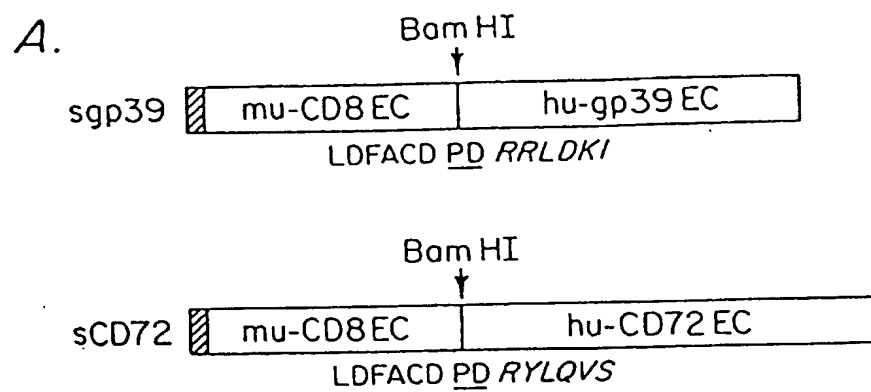 A.
Bam HI
sgp39 mu-CD8 EC hu-gp39 EC
LDFACD PD RRLDKI
Bam HI
sCD72 mu-CD8 EC hu-CD72 EC
LDFACD PD RYLQVS